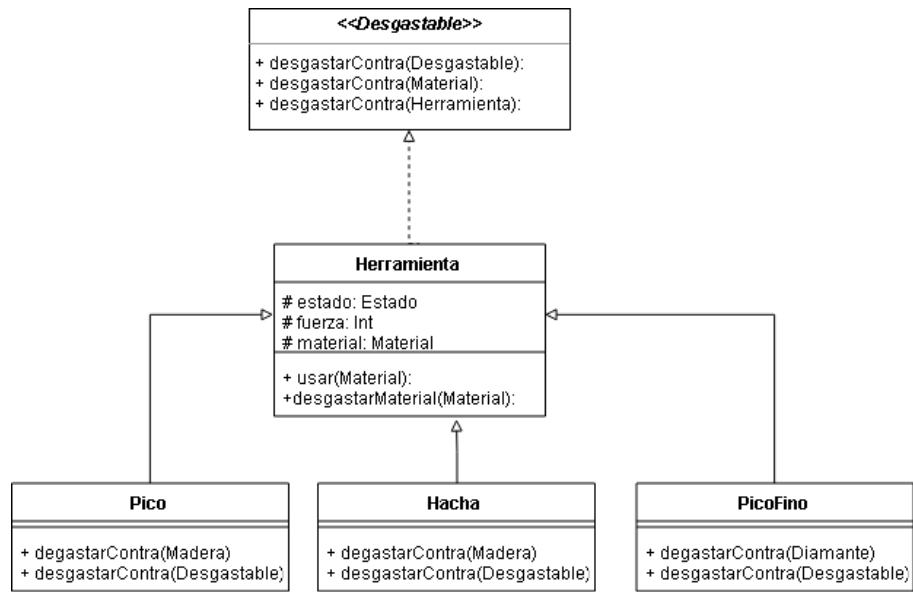 <<Desgastable>>
+ desgastarContra(Desgastable):
+ desgastarContra(Material):
+ desgastarContra(Herramienta):
Herramienta
# estado: Estado
# fuerza: Int
# material: Material
+ usar(Material):
+desgastarMaterial(Material):
Pico
+ degastarContra(Madera)
+ desgastarContra(Desgastable)
Hacha
+ degastarContra(Madera)
+ desgastarContra(Desgastable)
PicoFino
+ degastarContra(Diamante)
+ desgastarContra(Desgastable)